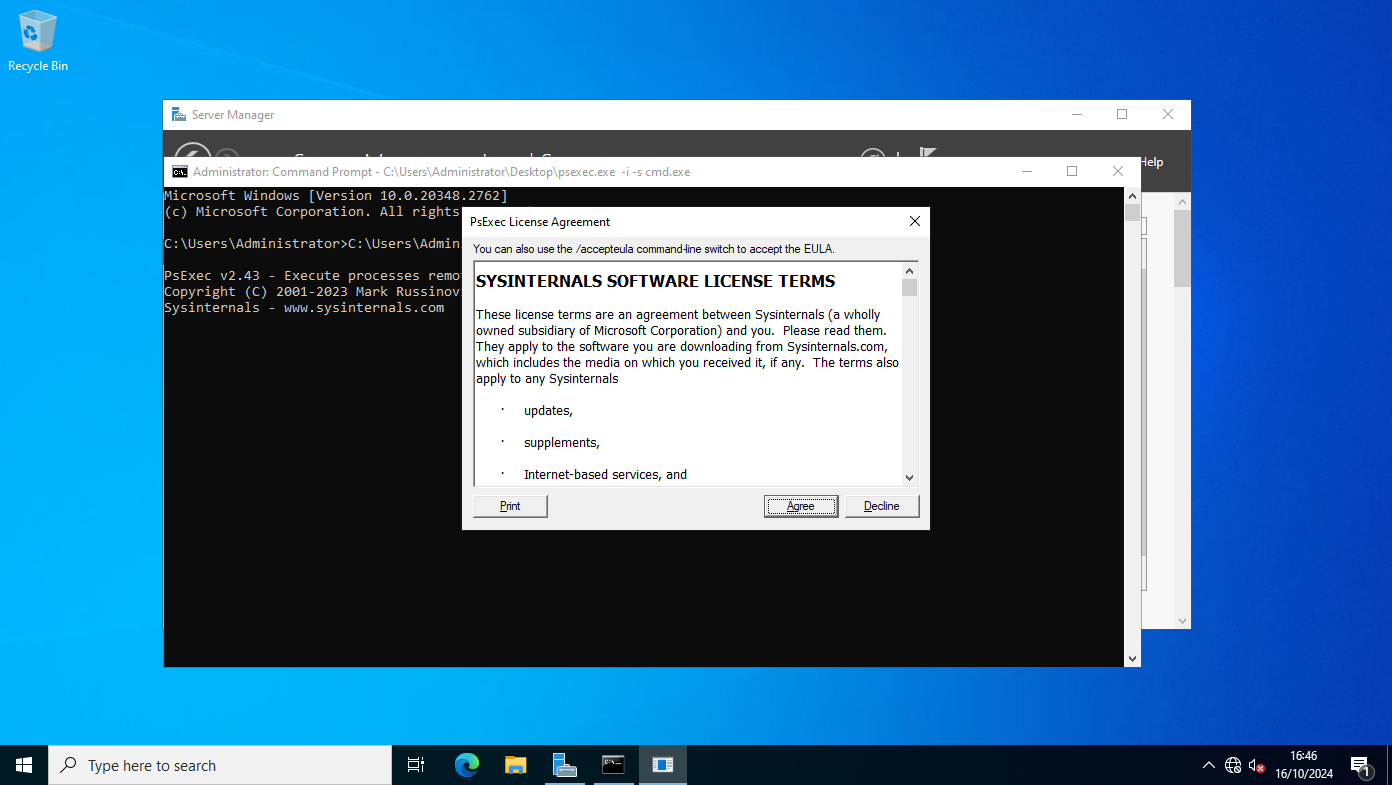 Recycle Bin
Server Manager
Help
Administrator: Command Prompt - C:\Users\Administrator\Desktop\psexec.exe -i -s cmd.exe
Microsoft Windows [Version 10.0.20348.2762]
(c) Microsoft Corporation. All rights
C:\Users\Administrator>C:\Users\Admin
PsExec v2.43 - Execute processes remo
Copyright (C) 2001-2023 Mark Russinov
Sysinternals - www.sysinternals.com
PsExec License Agreement
You can also use the /accepteula command-line switch to accept the EULA.
SYSINTERNALS SOFTWARE LICENSE TERMS
These license terms are an agreement between Sysinternals (a wholly
owned subsidiary of Microsoft Corporation) and you. Please read them.
They apply to the software you are downloading from Sysinternals.com,
which includes the media on which you received it, if any. The terms also
apply to any Sysinternals
· updates,
· supplements,
· Internet-based services, and
Print
Agree
Decline
Type here to search
16:46
16/10/2024
1